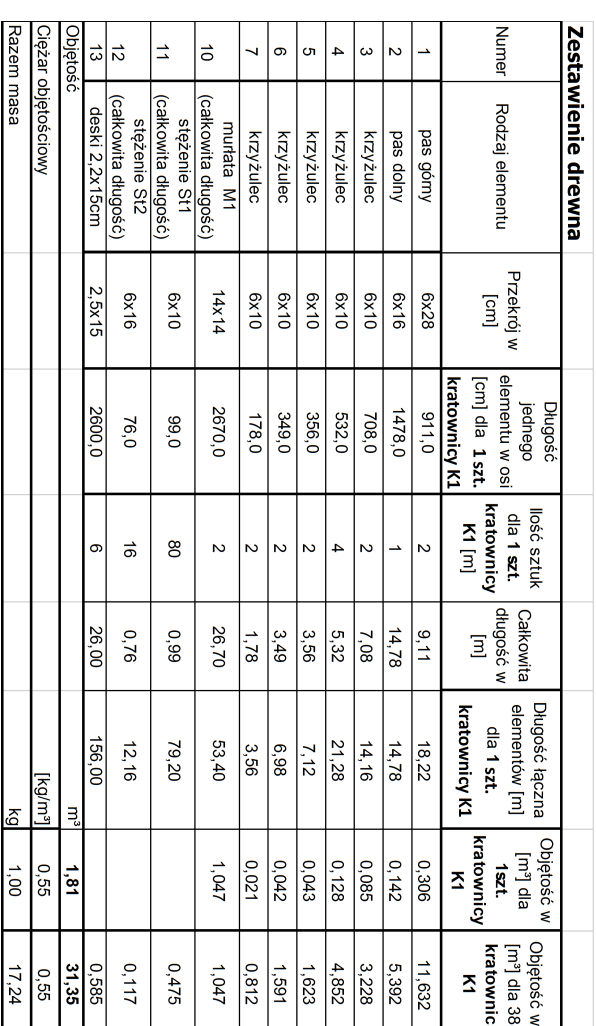 Zestawienie drewna
Numer | Rodzaj elementu | Przekrój w [cm] | Długość jednego elementu w osi [cm] dla 1 szt. kratownicy K1 | Ilość sztuk dla 1 szt. kratownicy K1 [m] | Całkowita długość w [m] | Długość łączna elementów [m] dla 1 szt. kratownicy K1 | Objętość w [m³] dla 1szt. kratownicy K1 | Objętość w [m³] dla 38 kratownic K1
1 | pas górny | 6x28 | 911,0 | 2 | 9,11 | 18,22 | 0,306 | 11,632
2 | pas dolny | 6x16 | 1478,0 | 1 | 14,78 | 14,78 | 0,142 | 5,392
3 | krzyżulec | 6x10 | 708,0 | 2 | 7,08 | 14,16 | 0,085 | 3,228
4 | krzyżulec | 6x10 | 532,0 | 4 | 5,32 | 21,28 | 0,128 | 4,852
5 | krzyżulec | 6x10 | 356,0 | 2 | 3,56 | 7,12 | 0,043 | 1,623
6 | krzyżulec | 6x10 | 349,0 | 2 | 3,49 | 6,98 | 0,042 | 1,591
7 | krzyżulec | 6x10 | 178,0 | 2 | 1,78 | 3,56 | 0,021 | 0,812
10 | murłata M1 (całkowita długość) | 14x14 | 2670,0 | 2 | 26,70 | 53,40 | 1,047 | 1,047
11 | stężenie St1 (całkowita długość) | 6x10 | 99,0 | 80 | 0,99 | 79,20 | | 0,475
12 | stężenie St2 (całkowita długość) | 6x16 | 76,0 | 16 | 0,76 | 12,16 | | 0,117
13 | deski 2,2x15cm | 2,5x15 | 2600,0 | 6 | 26,00 | 156,00 | | 0,585
Objętość | m³ | 1,81 | 31,35
Ciężar objętościowy | [kg/m³] | 0,55 | 0,55
Razem masa | kg | 1,00 | 17,24